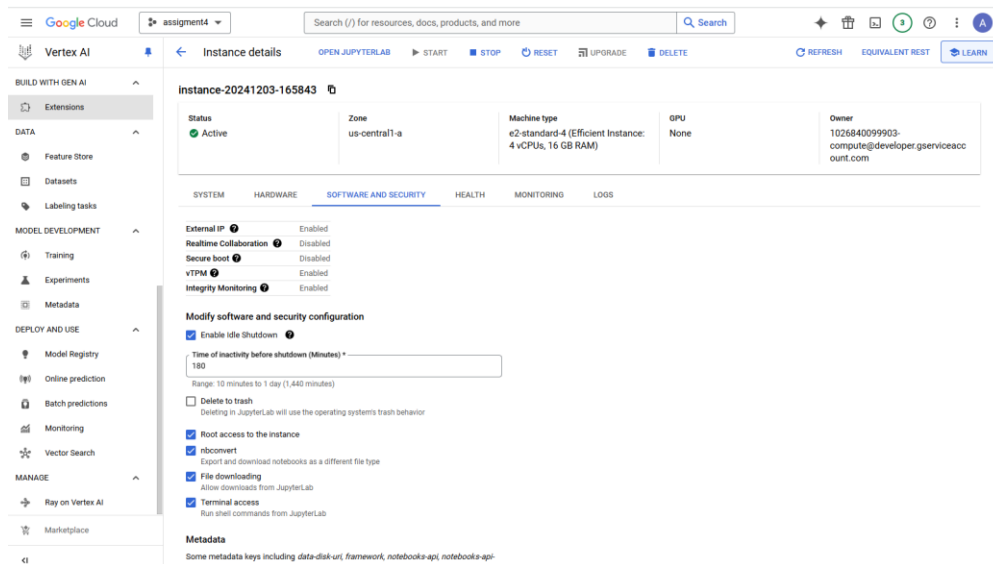 Google Cloud
assigment4
Search (/) for resources, docs, products, and more
Search
3
A
Vertex AI
Instance details
OPEN JUPYTERLAB
START
STOP
RESET
UPGRADE
DELETE
REFRESH
EQUIVALENT REST
LEARN
BUILD WITH GEN AI
Extensions
DATA
Feature Store
Datasets
Labeling tasks
MODEL DEVELOPMENT
Training
Experiments
Metadata
DEPLOY AND USE
Model Registry
Online prediction
Batch predictions
Monitoring
Vector Search
MANAGE
Ray on Vertex AI
Marketplace
instance-20241203-165843
Status
Active
Zone
us-central1-a
Machine type
e2-standard-4 (Efficient Instance:
4 vCPUs, 16 GB RAM)
GPU
None
Owner
1026840099903-
compute@developer.gserviceacc
ount.com
SYSTEM
HARDWARE
SOFTWARE AND SECURITY
HEALTH
MONITORING
LOGS
External IP Enabled
Realtime Collaboration Disabled
Secure boot Disabled
vTPM Enabled
Integrity Monitoring Enabled
Modify software and security configuration
Enable Idle Shutdown
Time of inactivity before shutdown (Minutes) *
180
Range: 10 minutes to 1 day (1,440 minutes)
Delete to trash
Deleting in JupyterLab will use the operating system's trash behavior
Root access to the instance
nbconvert
Export and download notebooks as a different file type
File downloading
Allow downloads from JupyterLab
Terminal access
Run shell commands from JupyterLab
Metadata
Some metadata keys including data-disk-uri, framework, notebooks-api, notebooks-api-